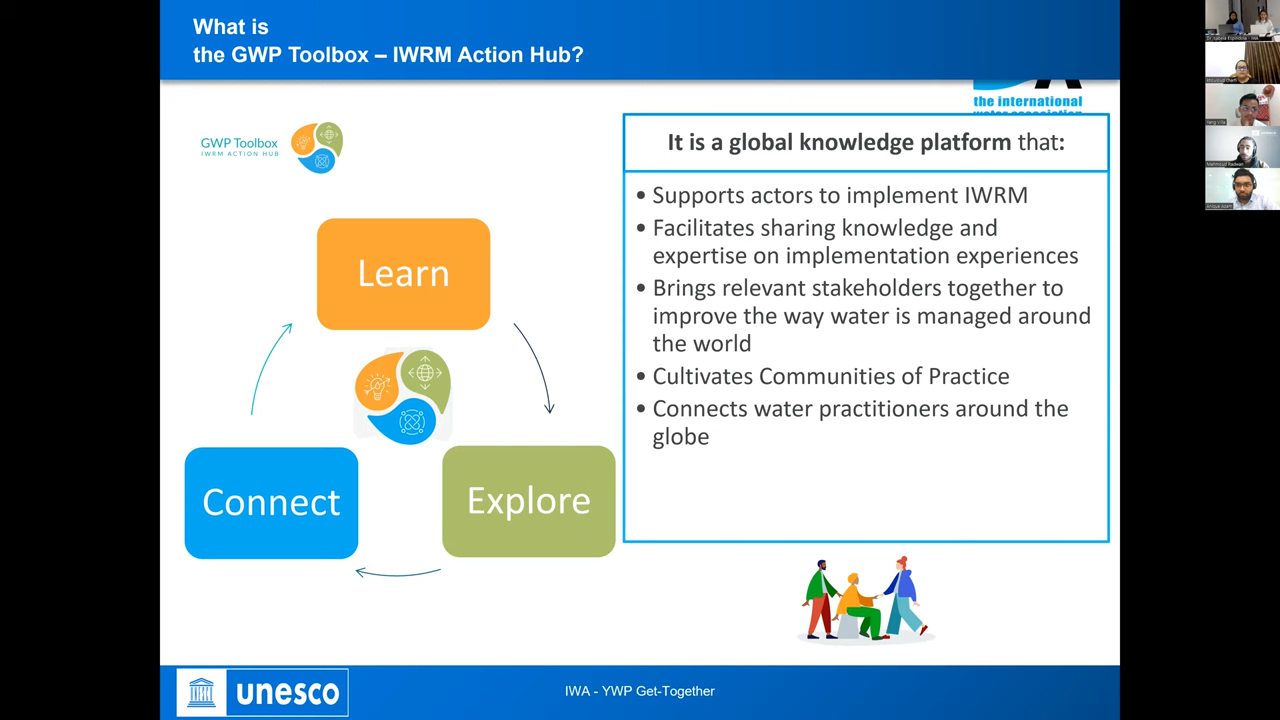 What is
the GWP Toolbox – IWRM Action Hub?
the international
GWP Toolbox
IWRM ACTION HUB
It is a global knowledge platform that:
• Supports actors to implement IWRM
• Facilitates sharing knowledge and
expertise on implementation experiences
• Brings relevant stakeholders together to
improve the way water is managed around
the world
• Cultivates Communities of Practice
• Connects water practitioners around the
globe
Learn
Connect
Explore
unesco
IWA - YWP Get-Together
Mahmoud Radwan